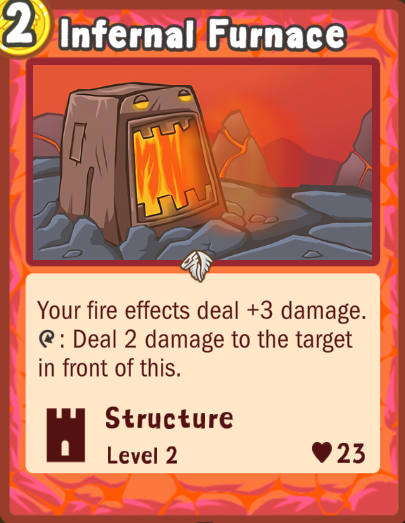 2
Infernal Furnace
Your fire effects deal +3 damage.
: Deal 2 damage to the target
in front of this.
Structure
Level 2
23